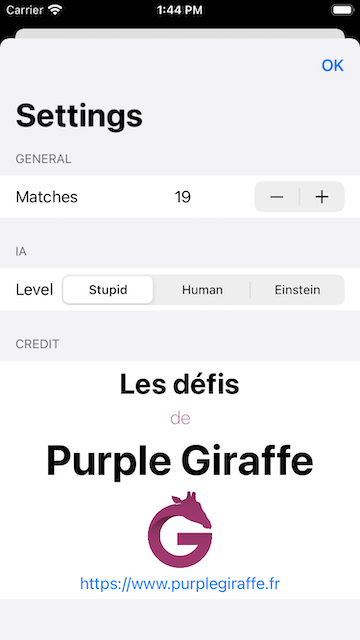 Carrier 1:44 PM
OK
Settings
GENERAL
Matches 19 − +
IA
Level Stupid Human Einstein
CREDIT
Les défis
de
Purple Giraffe
G
https://www.purplegiraffe.fr